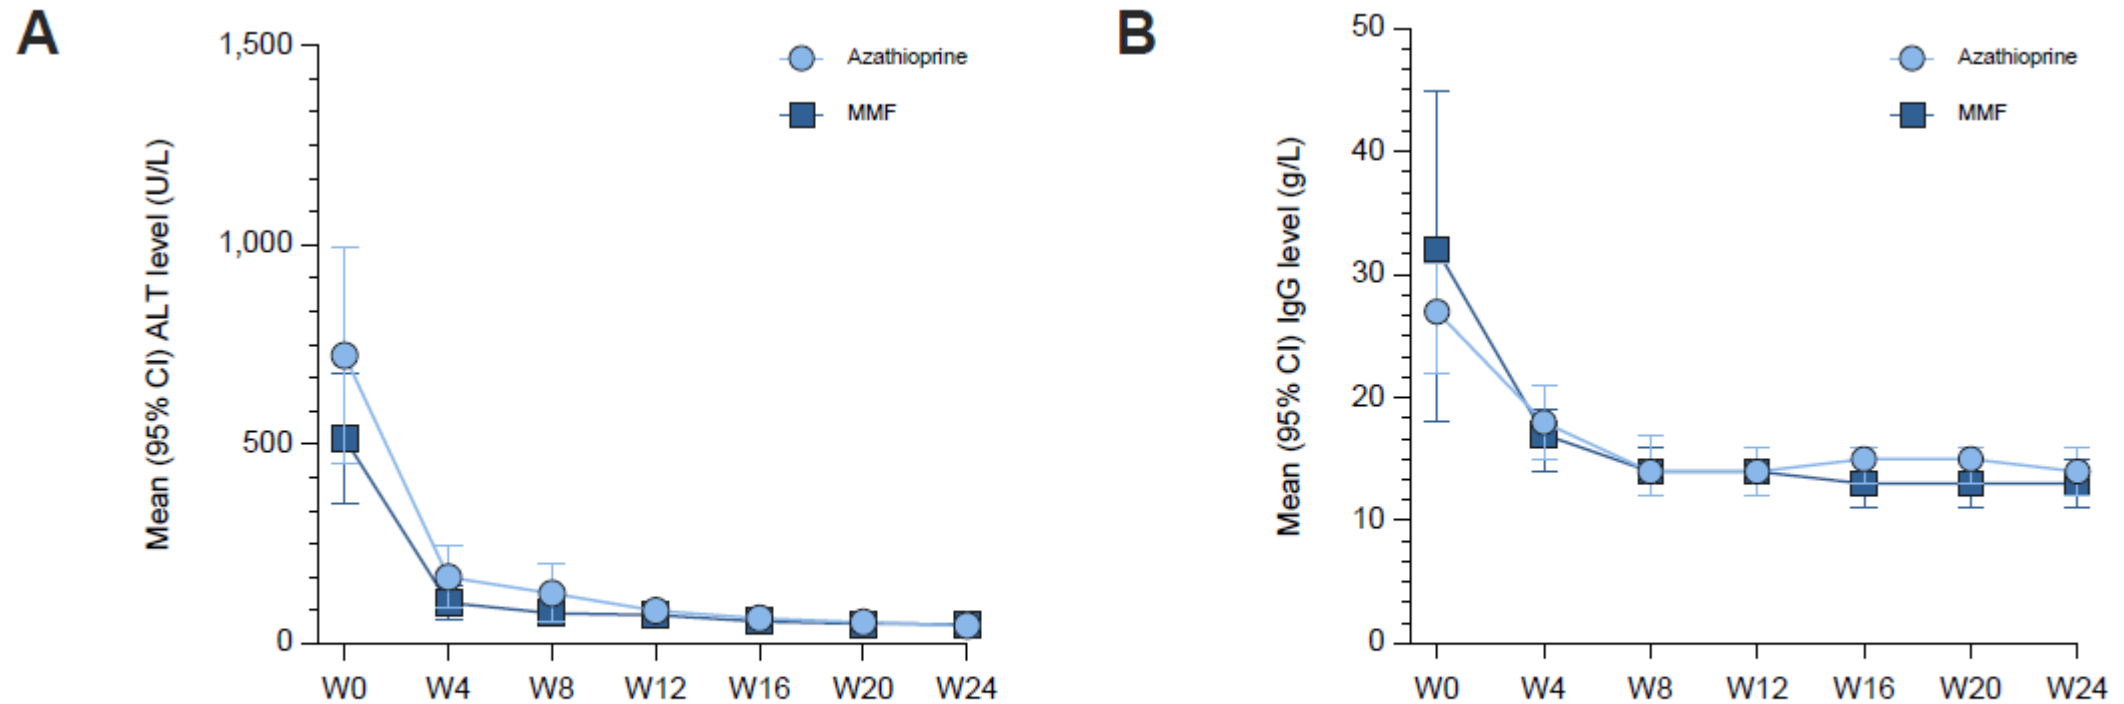 A
Mean (95% CI) ALT level (U/L)
1,500
1,000
500
0
Azathioprine
MMF
W0 W4 W8 W12 W16 W20 W24
B
Mean (95% CI) IgG level (g/L)
50
40
30
20
10
0
Azathioprine
MMF
W0 W4 W8 W12 W16 W20 W24